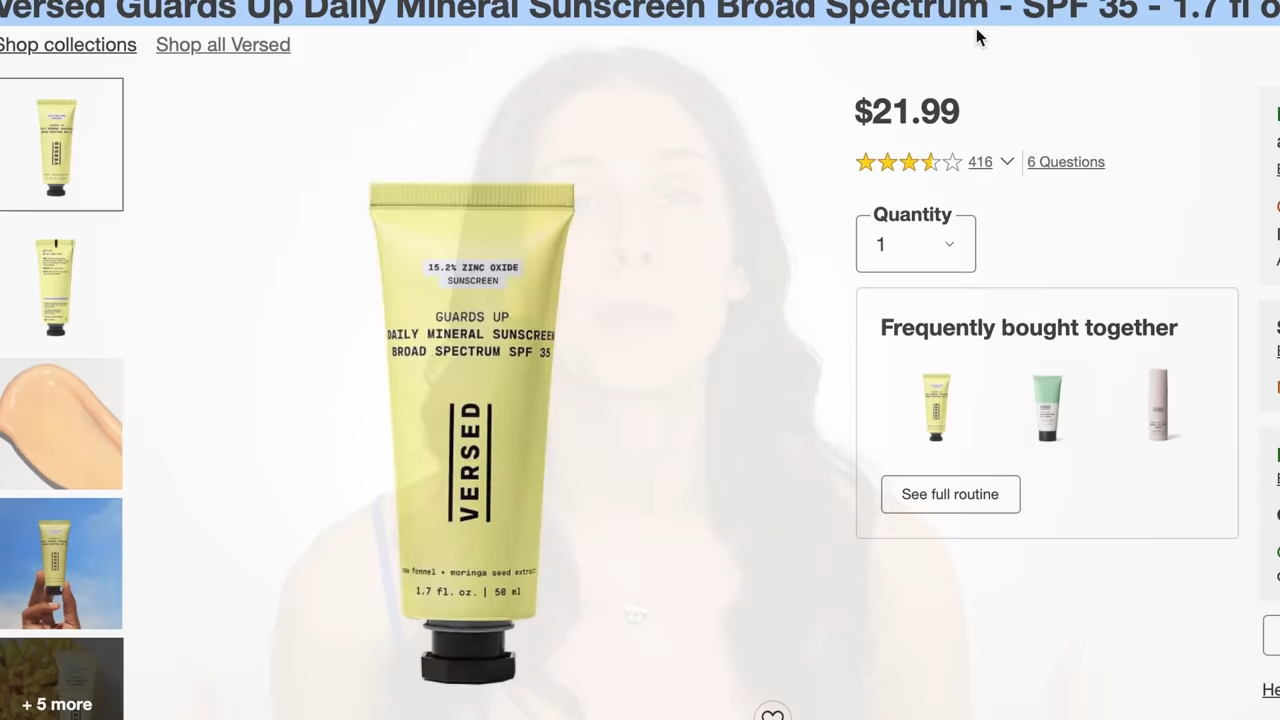 Versed Guards Up Daily Mineral Sunscreen Broad Spectrum - SPF 35 - 1.7 fl o
Shop collections Shop all Versed
$21.99
416 6 Questions
Quantity
1
Frequently bought together
See full routine
15.2% ZINC OXIDE
SUNSCREEN
GUARDS UP
DAILY MINERAL SUNSCREEN
BROAD SPECTRUM SPF 35
VERSED
sea fennel + moringa seed extract
1.7 fl. oz. | 50 ml
+ 5 more
He